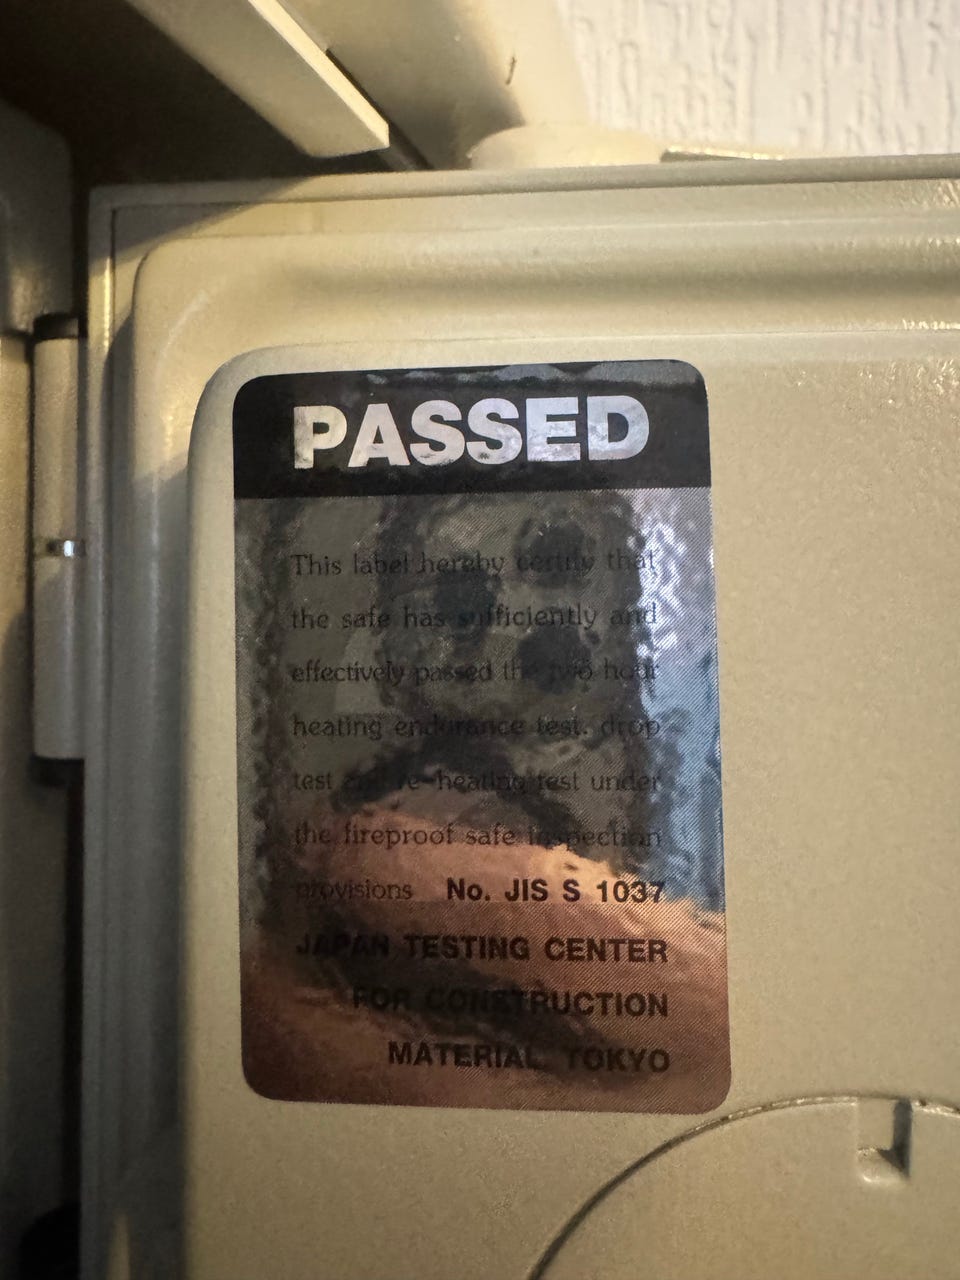 PASSED
This label hereby certify that
the safe has sufficiently and
effectively passed the two hour
heating endurance test. drop
test and re-heating test under
the fireproof safe inspection
provisions No. JIS S 1037
JAPAN TESTING CENTER
FOR CONSTRUCTION
MATERIAL TOKYO